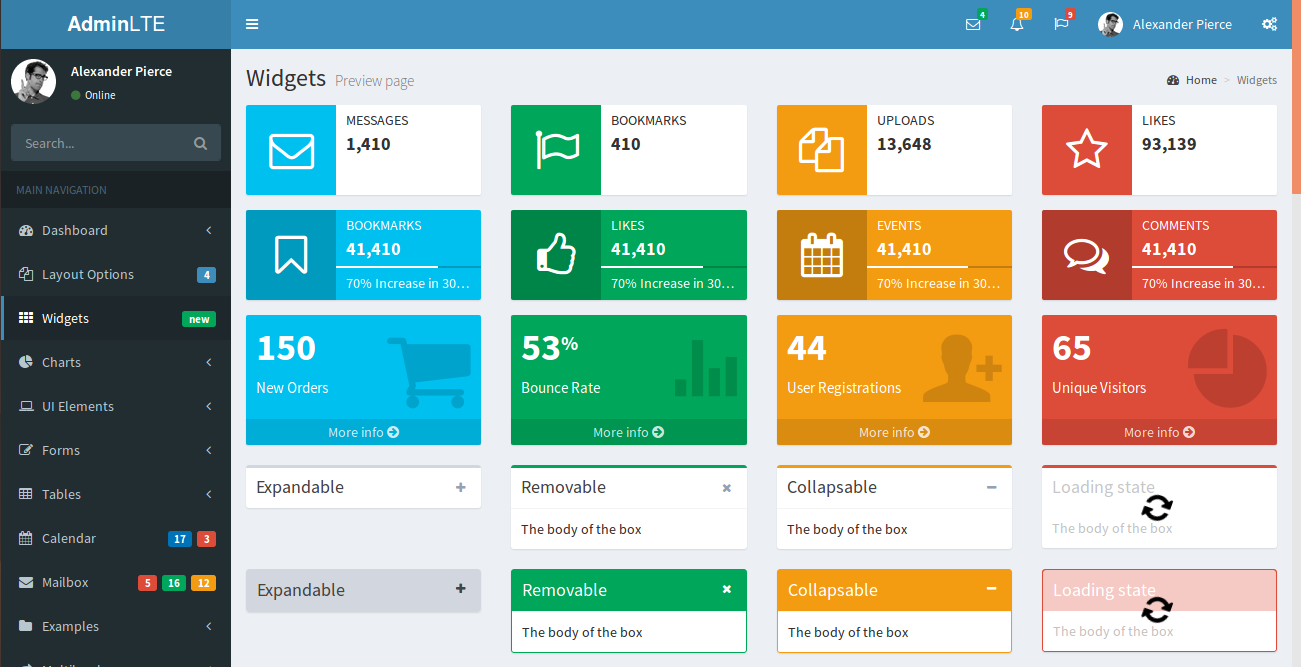 AdminLTE
4
10
9
Alexander Pierce
Alexander Pierce
Online
Search...
MAIN NAVIGATION
Dashboard
Layout Options 4
Widgets new
Charts
UI Elements
Forms
Tables
Calendar 17 3
Mailbox 5 16 12
Examples
Widgets Preview page
Home > Widgets
MESSAGES
1,410
BOOKMARKS
410
UPLOADS
13,648
LIKES
93,139
BOOKMARKS
41,410
70% Increase in 30...
LIKES
41,410
70% Increase in 30...
EVENTS
41,410
70% Increase in 30...
COMMENTS
41,410
70% Increase in 30...
150
New Orders
More info
53%
Bounce Rate
More info
44
User Registrations
More info
65
Unique Visitors
More info
Expandable
Removable
The body of the box
Collapsable
The body of the box
Loading state
The body of the box
Expandable
Removable
The body of the box
Collapsable
The body of the box
Loading state
The body of the box